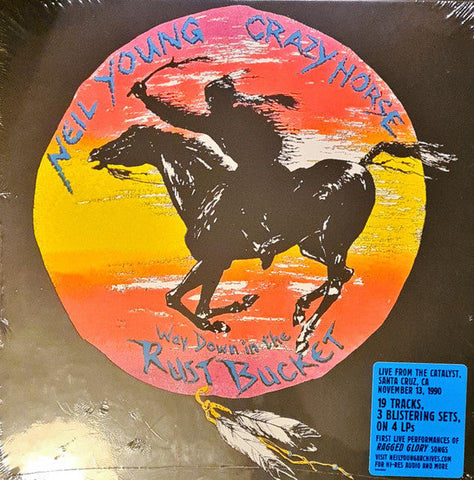 NEIL YOUNG
CRAZY HORSE
Way Down in the
RUST BUCKET
LIVE FROM THE CATALYST,
SANTA CRUZ, CA
NOVEMBER 13, 1990
19 TRACKS,
3 BLISTERING SETS,
ON 4 LPs
FIRST LIVE PERFORMANCES OF
RAGGED GLORY SONGS
VISIT NEILYOUNGARCHIVES.COM
FOR HI-RES AUDIO AND MORE